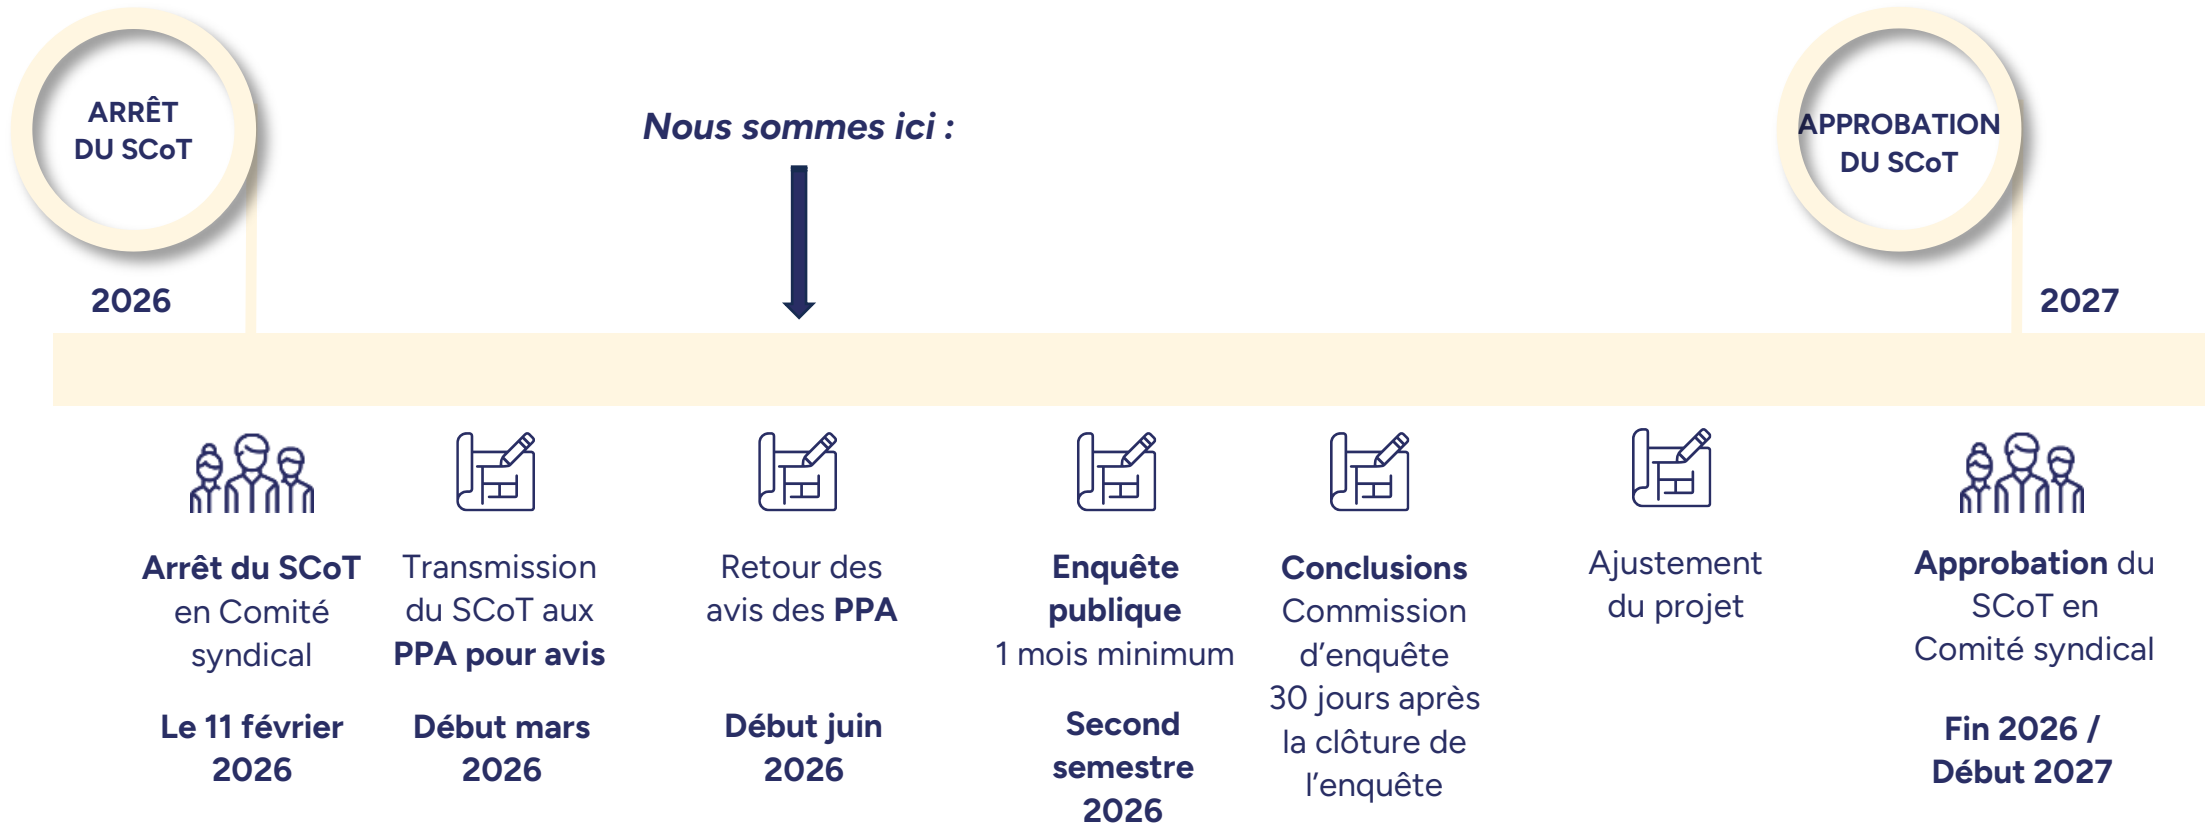 ARRÊT
DU SCoT
Nous sommes ici :
APPROBATION
DU SCoT
2026
2027
Arrêt du SCoT
en Comité
syndical
Le 11 février
2026
Transmission
du SCoT aux
PPA pour avis
Début mars
2026
Retour des
avis des PPA
Début juin
2026
Enquête
publique
1 mois minimum
Second
semestre
2026
Conclusions
Commission
d’enquête
30 jours après
la clôture de
l’enquête
Ajustement
du projet
Approbation du
SCoT en
Comité syndical
Fin 2026 /
Début 2027